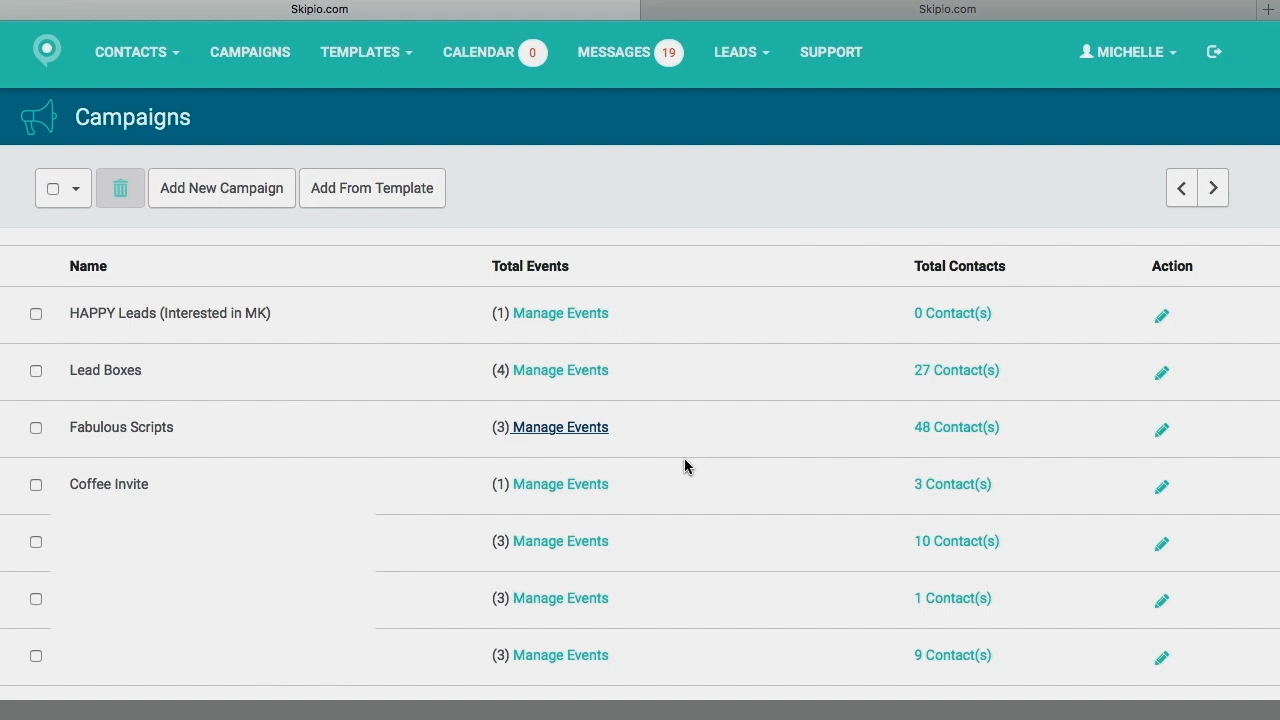 Skipio.com Skipio.com +
CONTACTS CAMPAIGNS TEMPLATES CALENDAR 0 MESSAGES 19 LEADS SUPPORT MICHELLE
Campaigns
Add New Campaign Add From Template
Name Total Events Total Contacts Action
HAPPY Leads (Interested in MK) (1) Manage Events 0 Contact(s)
Lead Boxes (4) Manage Events 27 Contact(s)
Fabulous Scripts (3) Manage Events 48 Contact(s)
Coffee Invite (1) Manage Events 3 Contact(s)
(3) Manage Events 10 Contact(s)
(3) Manage Events 1 Contact(s)
(3) Manage Events 9 Contact(s)